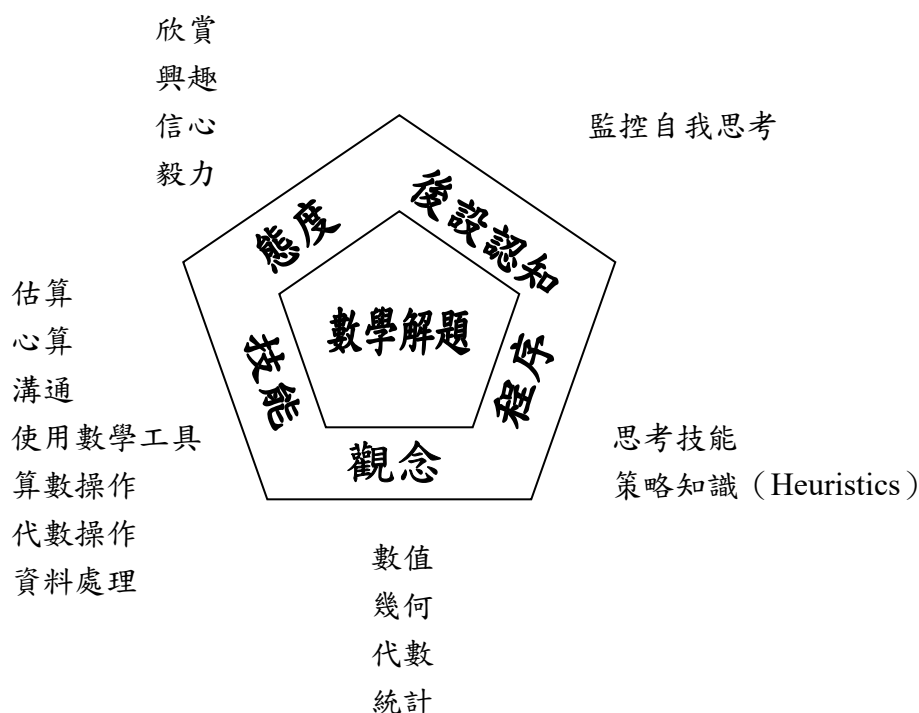 欣賞
興趣
信心
毅力
監控自我思考
態度
後設認知
數學解題
技能
程序
觀念
估算
心算
溝通
使用數學工具
算數操作
代數操作
資料處理
思考技能
策略知識（Heuristics）
數值
幾何
代數
統計